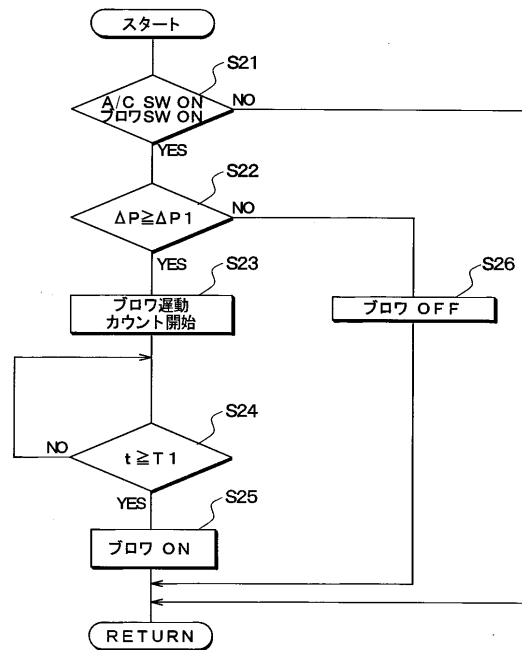 スタート
S21
A/C SW ON
ブロワSW ON
NO
YES
S22
ΔP≧ΔP1
NO
YES
S23
ブロワ遅動
カウント開始
S26
ブロワ OFF
S24
NO
t≧T1
YES
S25
ブロワ ON
RETURN